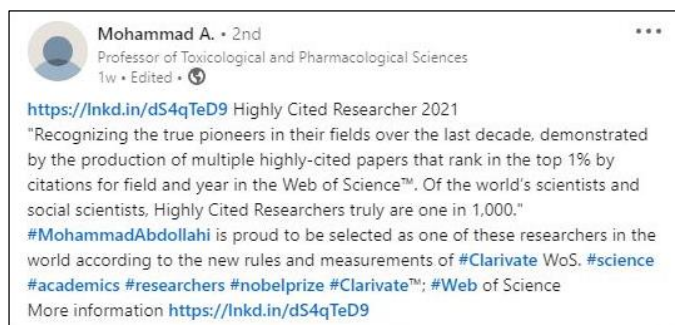 Mohammad A. • 2nd
Professor of Toxicological and Pharmacological Sciences
1w • Edited •
https://lnkd.in/dS4qTeD9 Highly Cited Researcher 2021
"Recognizing the true pioneers in their fields over the last decade, demonstrated
by the production of multiple highly-cited papers that rank in the top 1% by
citations for field and year in the Web of Science™. Of the world's scientists and
social scientists, Highly Cited Researchers truly are one in 1,000."
#MohammadAbdollahi is proud to be selected as one of these researchers in the
world according to the new rules and measurements of #Clarivate WoS. #science
#academics #researchers #nobelprize #Clarivate™; #Web of Science
More information https://lnkd.in/dS4qTeD9